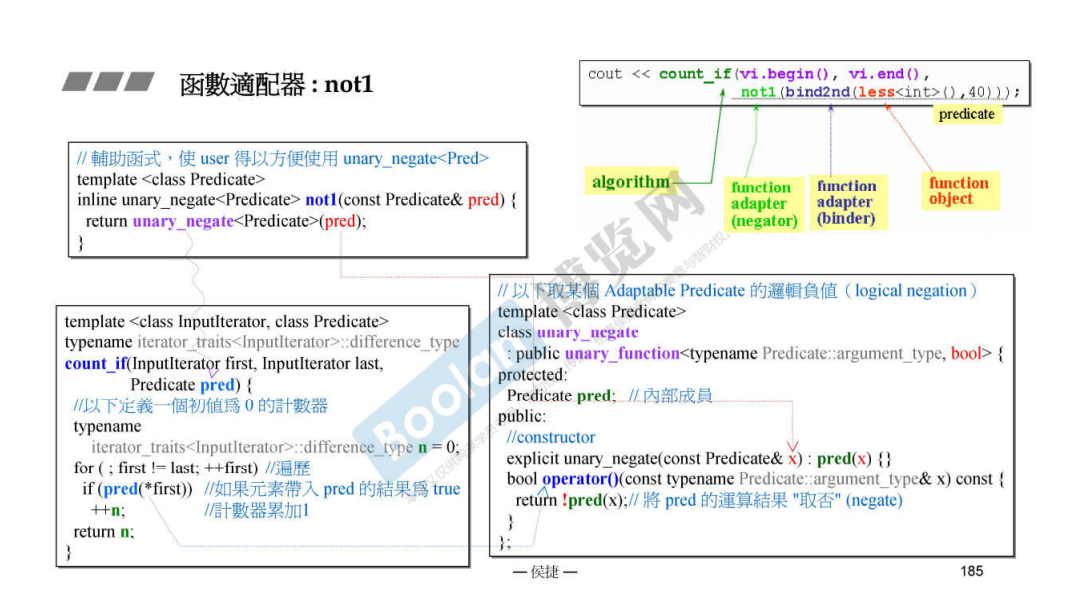 函數適配器 : not1
cout << count_if(vi.begin(), vi.end(),
not1(bind2nd(less<int>(),40)));
predicate
algorithm
function
adapter
(negator)
function
adapter
(binder)
function
object
// 輔助函式，使 user 得以方便使用 unary_negate<Pred>
template <class Predicate>
inline unary_negate<Predicate> not1(const Predicate& pred) {
return unary_negate<Predicate>(pred);
}
template <class InputIterator, class Predicate>
typename iterator_traits<InputIterator>::difference_type
count_if(InputIterator first, InputIterator last,
Predicate pred) {
//以下定義一個初值為 0 的計數器
typename
iterator_traits<InputIterator>::difference_type n = 0;
for ( ; first != last; ++first) //遍歷
if (pred(*first)) //如果元素帶入 pred 的結果為 true
++n; //計數器累加1
return n;
}
// 以下取某個 Adaptable Predicate 的邏輯負值（logical negation）
template <class Predicate>
class unary_negate
: public unary_function<typename Predicate::argument_type, bool> {
protected:
Predicate pred; // 內部成員
public:
//constructor
explicit unary_negate(const Predicate& x) : pred(x) {}
bool operator()(const typename Predicate::argument_type& x) const {
return !pred(x);// 將 pred 的運算結果 "取否" (negate)
}
};
Boolan 博览网
— 侯捷 —
185